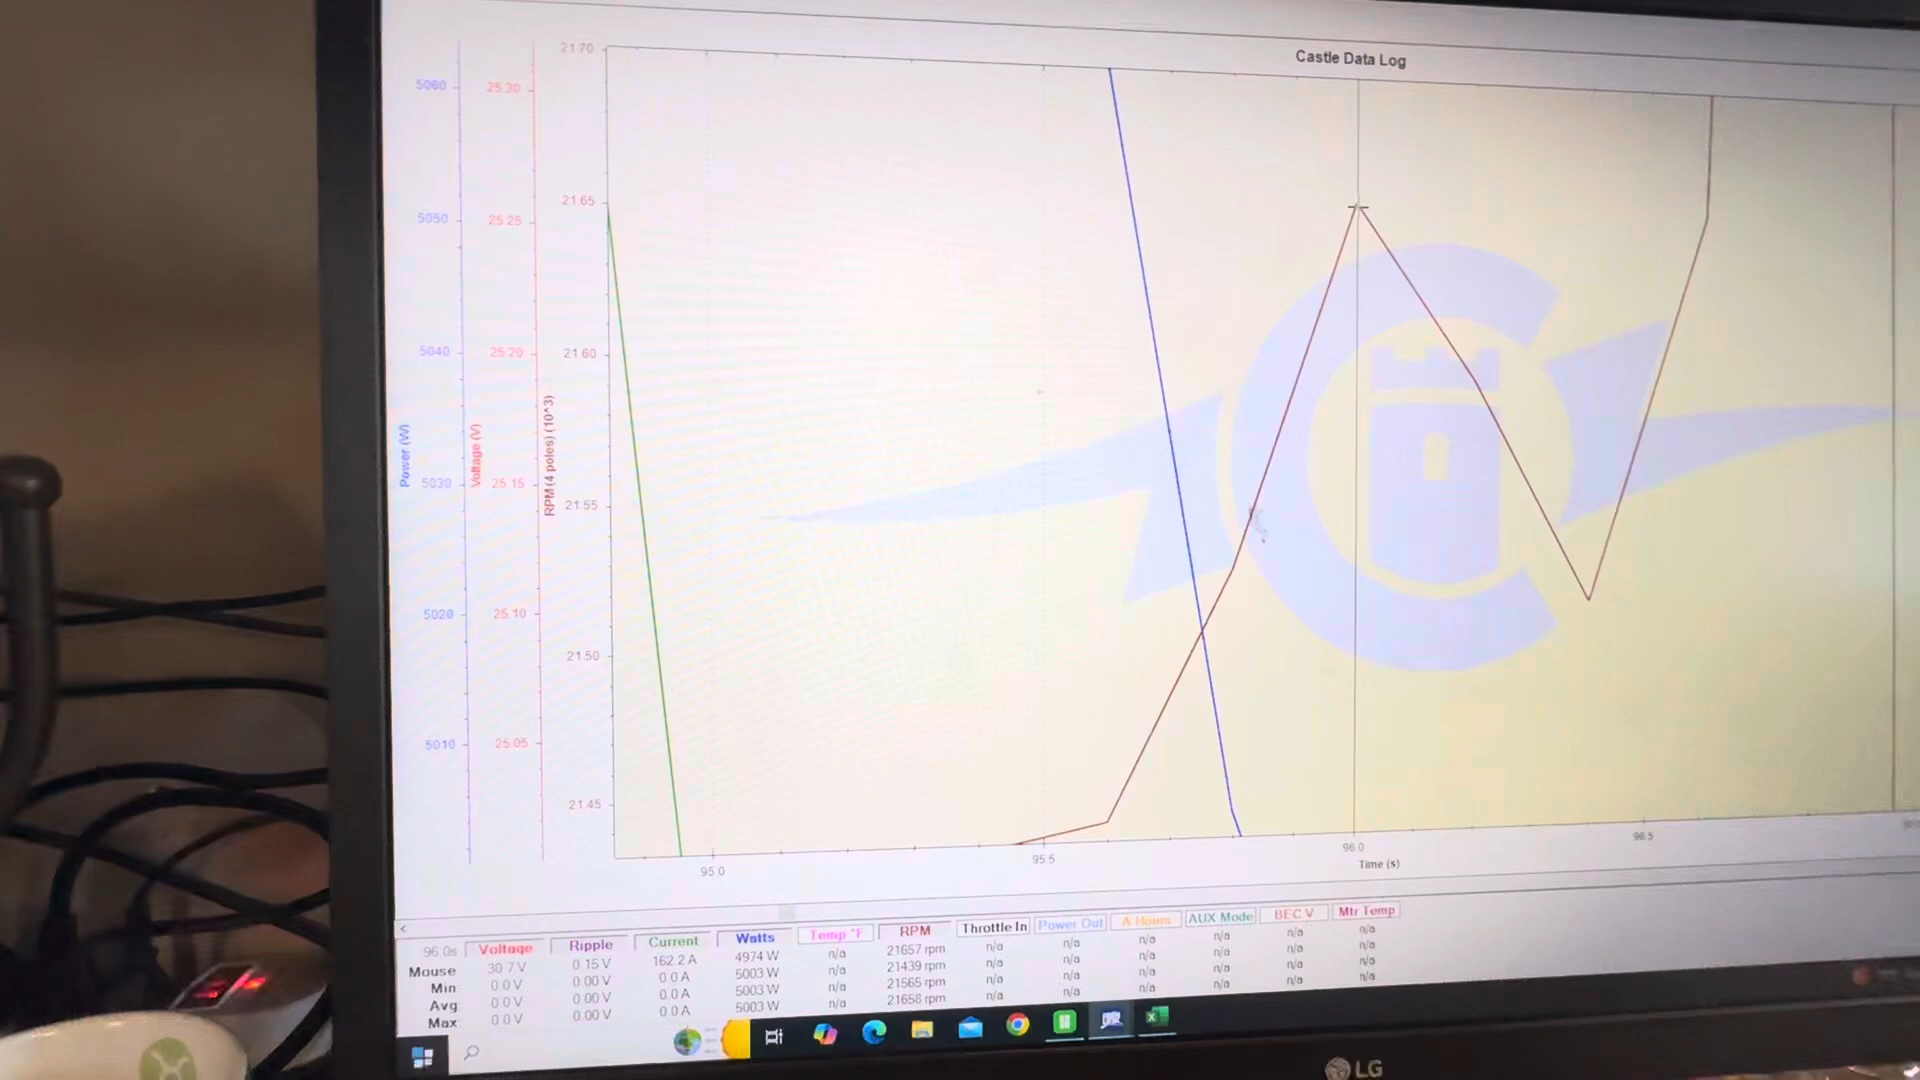 Castle Data Log
21.70
5060
25.30
21.65
5050
25.25
5040
25.20
21.60
Power (W)
Voltage (V)
RPM (4 poles) (10^3)
5030
25.15
21.55
5020
25.10
21.50
5010
25.05
21.45
95.0
95.5
96.0
96.5
Time (s)
96.0s Voltage Ripple Current Watts Temp °F RPM Throttle In Power Out A Hours AUX Mode BEC V Mtr Temp
Mouse 30.7 V 0.15 V 162.2 A 4974 W n/a 21657 rpm n/a n/a n/a n/a n/a n/a
Min: 0.0 V 0.00 V 0.0 A 5003 W n/a 21439 rpm n/a n/a n/a n/a n/a n/a
Avg: 0.0 V 0.00 V 0.0 A 5003 W n/a 21565 rpm n/a n/a n/a n/a n/a n/a
Max 0.0 V 0.00 V 0.0 A 5003 W n/a 21658 rpm n/a n/a n/a n/a n/a n/a
LG